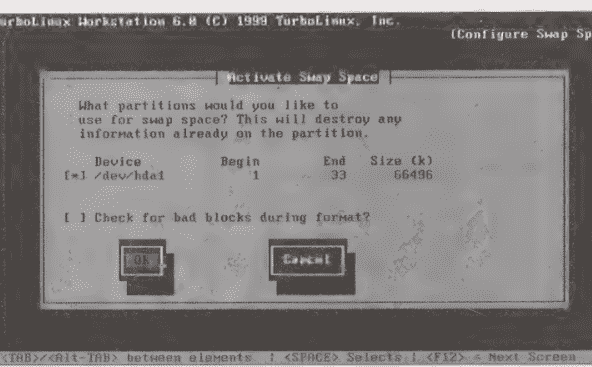 urboLinux Workstation 6.0 (C) 1999 TurboLinux, Inc.
(Configure Swap Sp
Activate Swap Space
What partitions would you like to
use for swap space? This will destroy any
information already on the partition.
Device Begin End Size (k)
[*] /dev/hda1 1 33 66496
[ ] Check for bad blocks during format?
OK Cancel
<TAB>/<Alt-TAB> between elements | <SPACE> Selects | <F12> < Next Screen